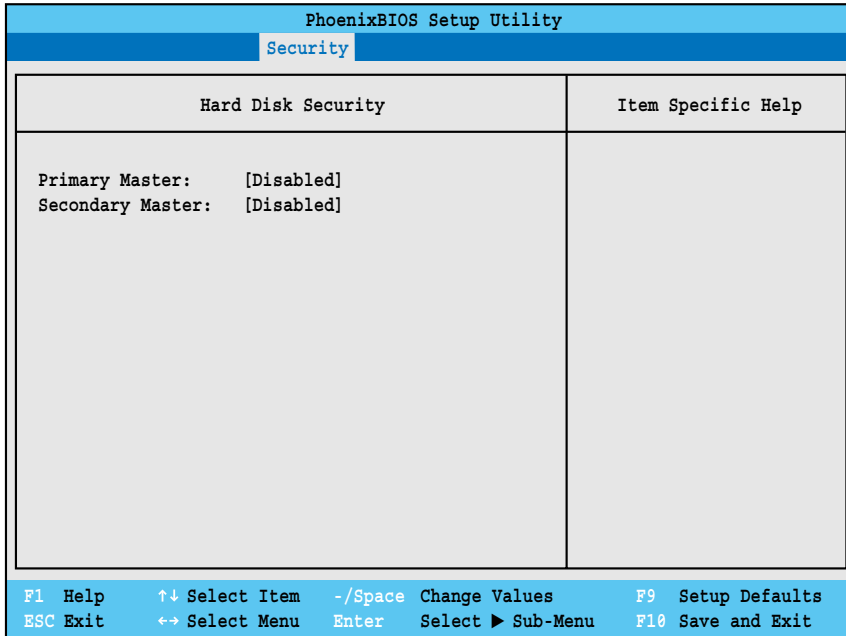 PhoenixBIOS Setup Utility
Security
Hard Disk Security
Item Specific Help
Primary Master: [Disabled]
Secondary Master: [Disabled]
F1 Help ↑↓ Select Item -/Space Change Values F9 Setup Defaults
ESC Exit ←→ Select Menu Enter Select ▶ Sub-Menu F10 Save and Exit